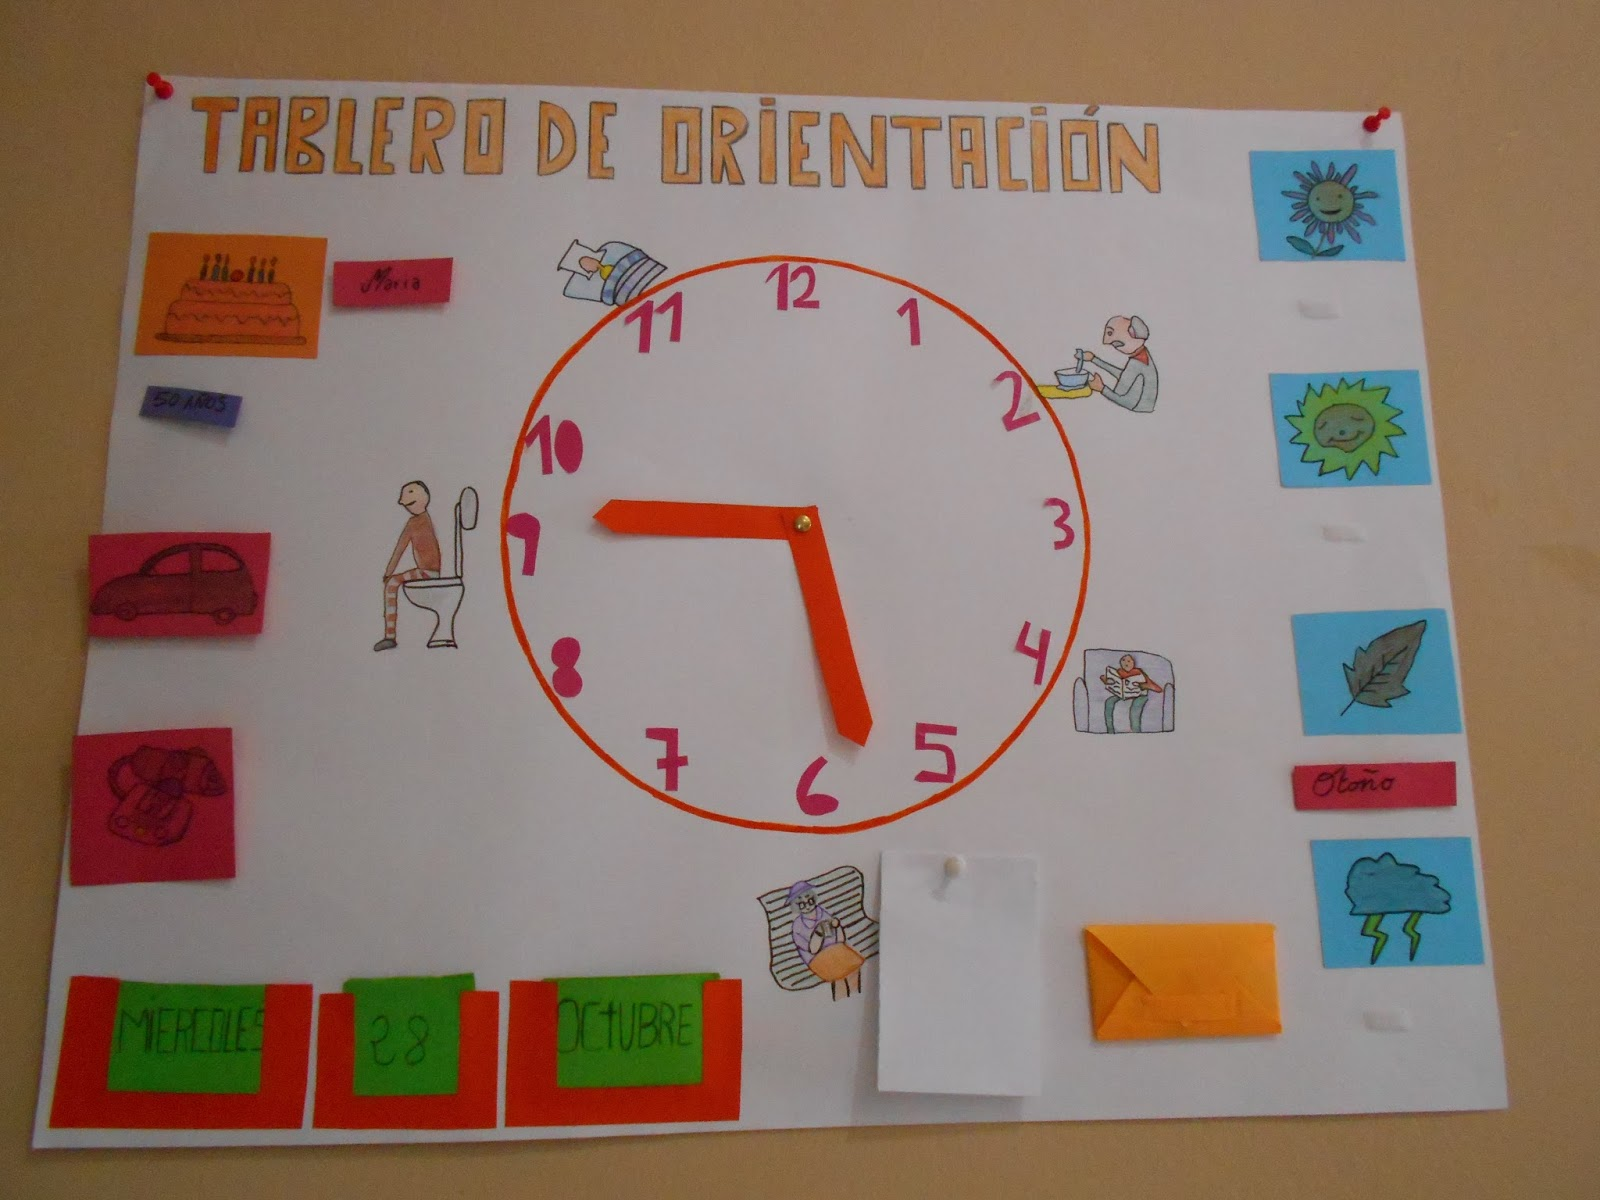 TABLERO DE ORIENTACIÓN
Maria
50 AÑOS
12
1
2
3
4
5
6
7
8
9
10
11
Otoño
MIERCOLES
28
OCTUBRE